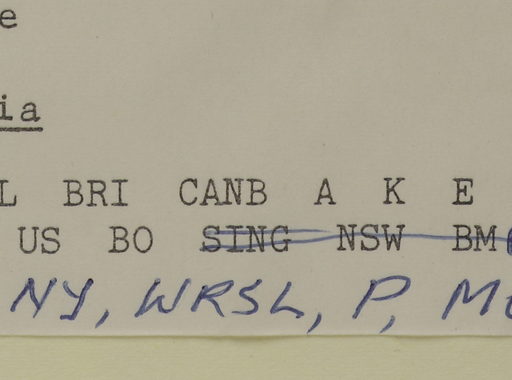 e
ia
L BRI CANB A K E
US BO SING NSW BM
NY, WRSL, P, M